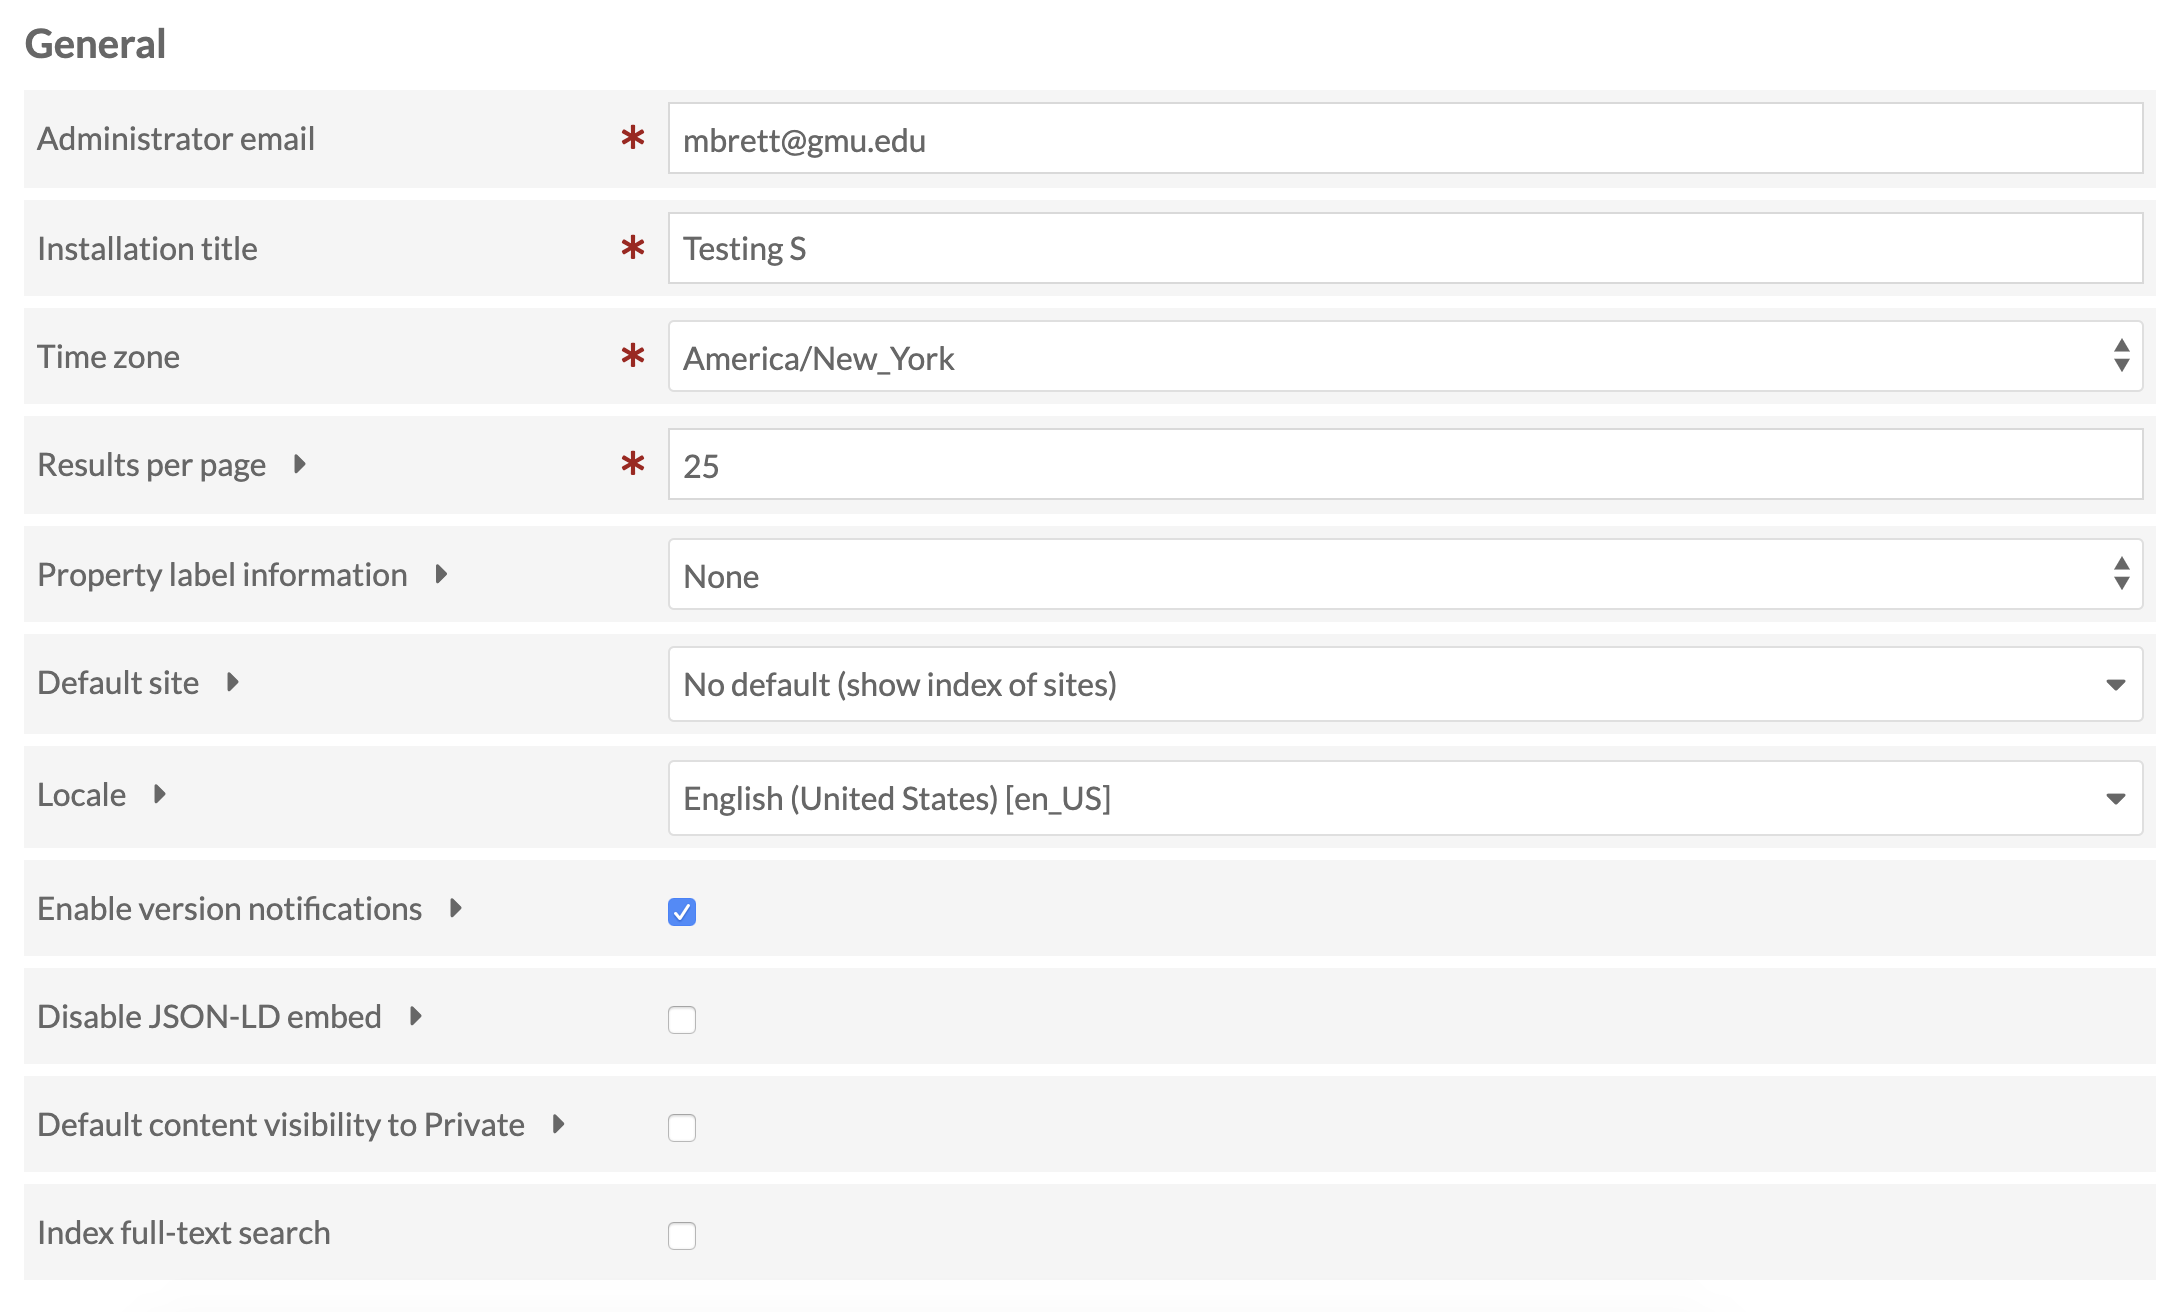 General
Administrator email * mbrett@gmu.edu
Installation title * Testing S
Time zone * America/New_York
Results per page * 25
Property label information None
Default site No default (show index of sites)
Locale English (United States) [en_US]
Enable version notifications
Disable JSON-LD embed
Default content visibility to Private
Index full-text search